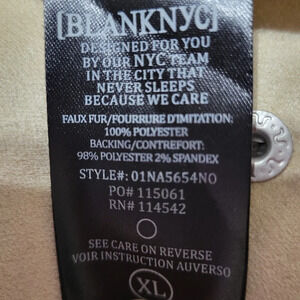 [BLANKNYC]
DESIGNED FOR YOU
BY OUR NYC TEAM
IN THE CITY THAT
NEVER SLEEPS
BECAUSE WE CARE
FAUX FUR/FOURRURE D'IMITATION:
100% POLYESTER
BACKING/CONTREFORT:
98% POLYESTER 2% SPANDEX
STYLE#: 01NA5654NO
PO# 115061
RN# 114542
SEE CARE ON REVERSE
VOIR INSTRUCTION AUVERSO
XL